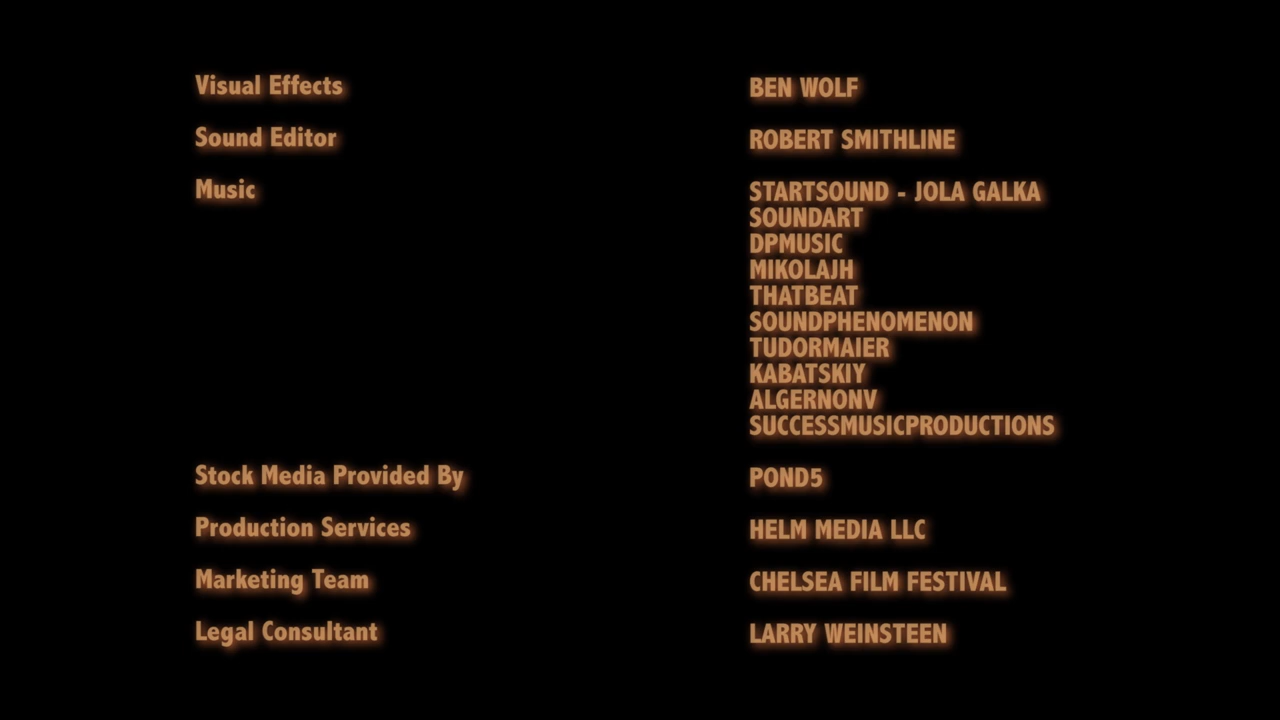 Visual Effects BEN WOLF
Sound Editor ROBERT SMITHLINE
Music STARTSOUND - JOLA GALKA
SOUNDART
DPMUSIC
MIKOLAJH
THATBEAT
SOUNDPHENOMENON
TUDORMAIER
KABATSKIY
ALGERNONV
SUCCESSMUSICPRODUCTIONS
Stock Media Provided By POND5
Production Services HELM MEDIA LLC
Marketing Team CHELSEA FILM FESTIVAL
Legal Consultant LARRY WEINSTEEN